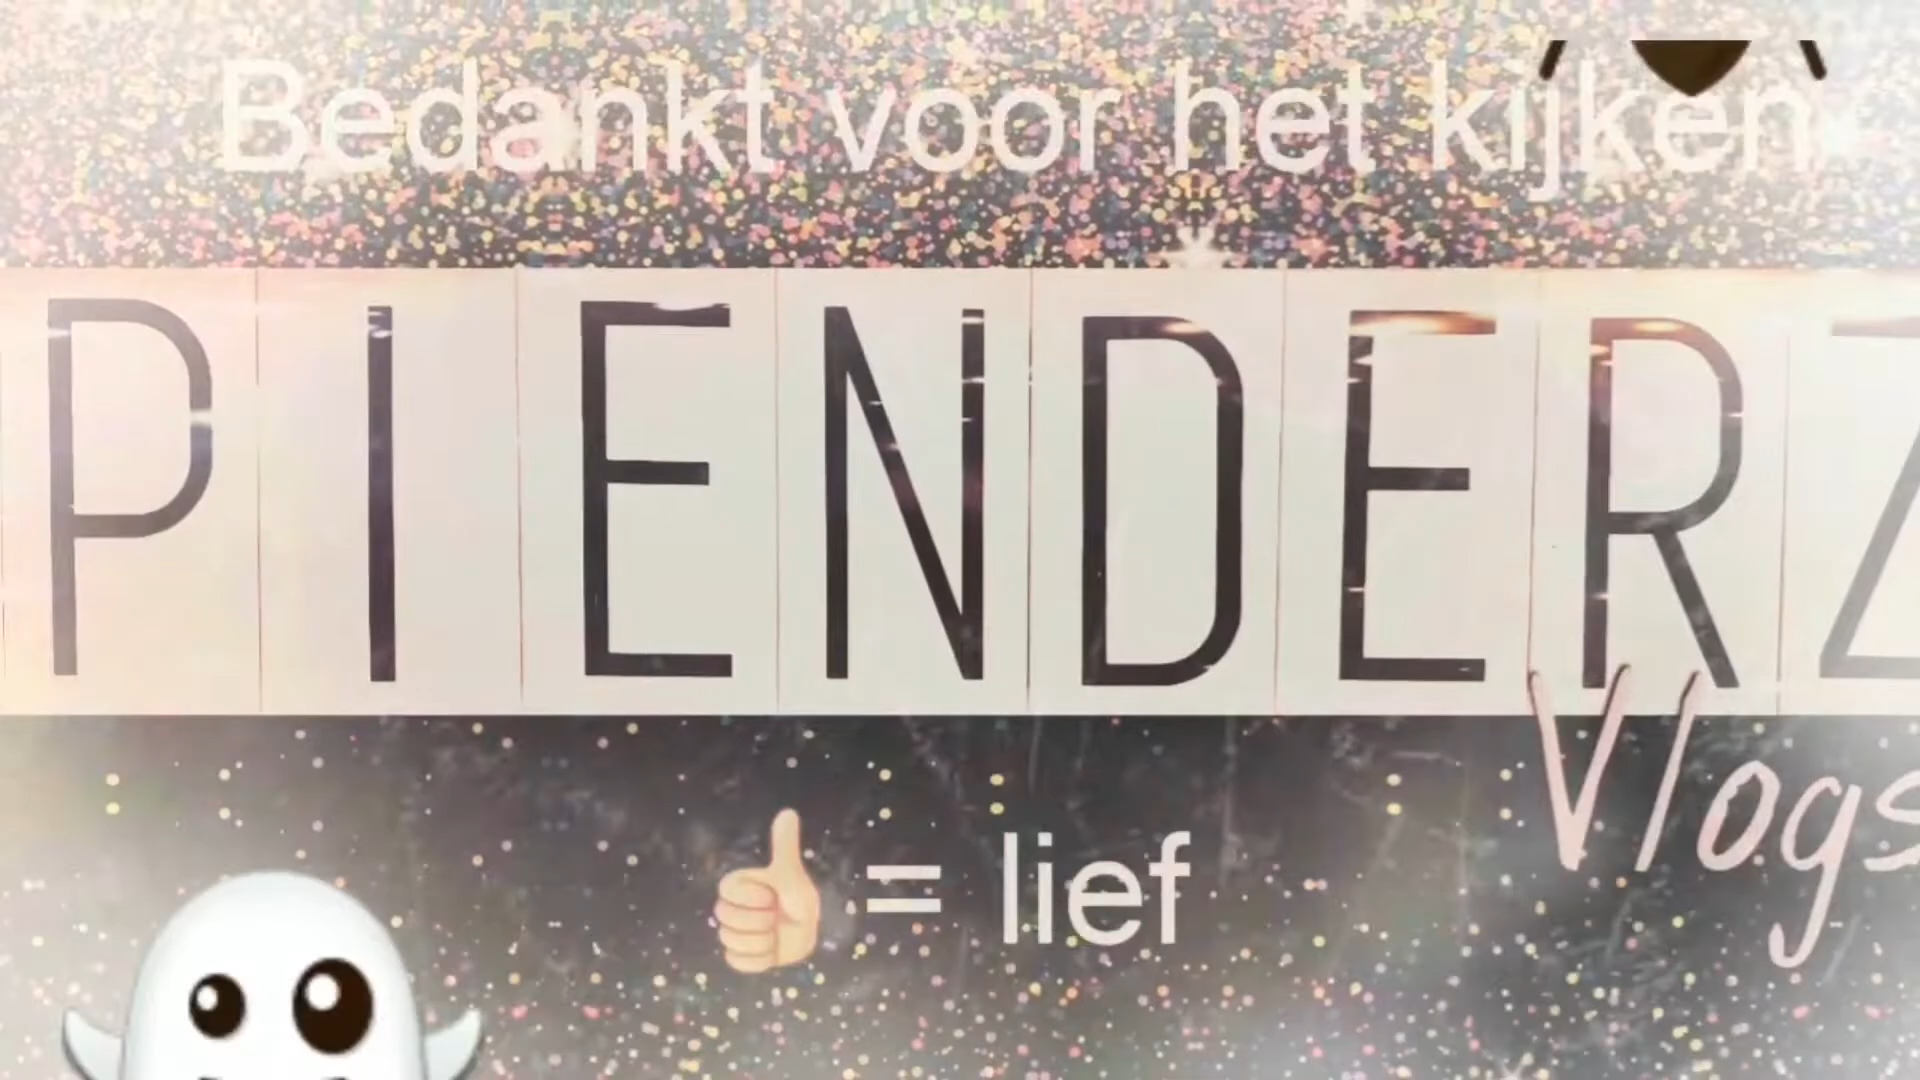 Bedankt voor het kijken
PIENDERZ
Vlogs
👍= lief